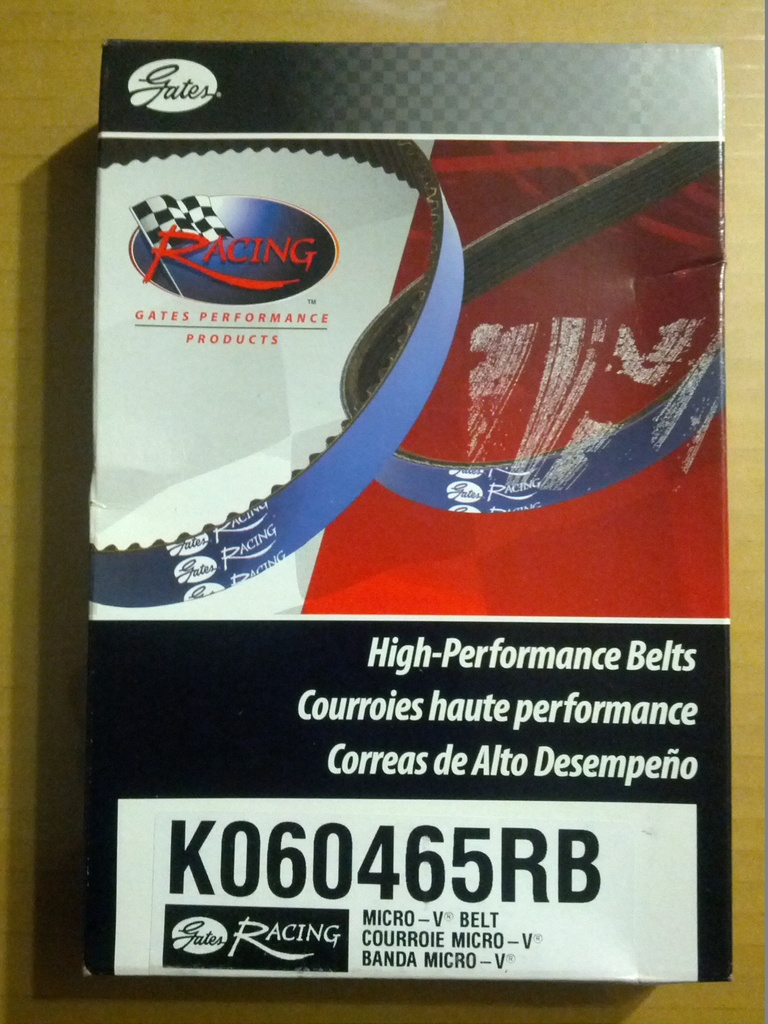 Gates®
RACING
™
GATES PERFORMANCE
PRODUCTS
Gates RACING
Gates RACING
Gates RACING
Gates RACING
High-Performance Belts
Courroies haute performance
Correas de Alto Desempeño
K060465RB
Gates RACING
MICRO-V® BELT
COURROIE MICRO-V®
BANDA MICRO-V®